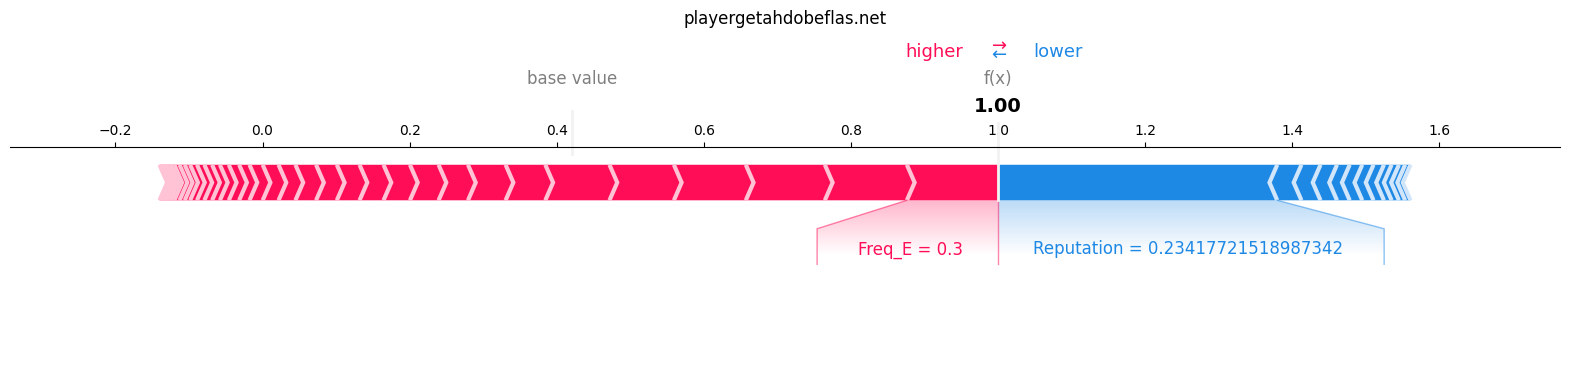 playergetahdobeflas.net
higher ⇄ lower
base value f(x)
1.00
−0.2 0.0 0.2 0.4 0.6 0.8 1.0 1.2 1.4 1.6
Freq_E = 0.3 Reputation = 0.23417721518987342